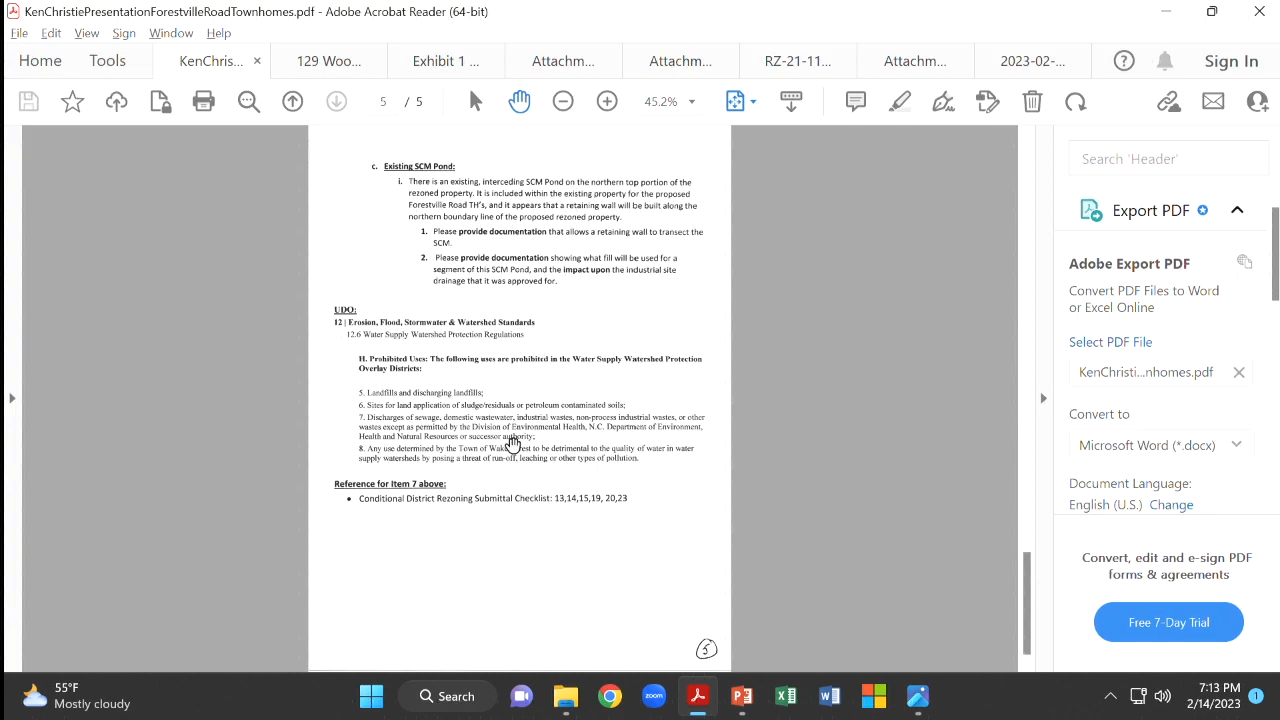 KenChristiePresentationForestvilleRoadTownhomes.pdf - Adobe Acrobat Reader (64-bit)
File Edit View Sign Window Help
Home Tools KenChris... × 129 Woo... Exhibit 1 ... Attachm... Attachm... RZ-21-11... Attachm... 2023-02-... Sign In
5 / 5 45.2%
c. Existing SCM Pond:
i. There is an existing, interceding SCM Pond on the northern top portion of the
rezoned property. It is included within the existing property for the proposed
Forestville Road TH's, and it appears that a retaining wall will be built along the
northern boundary line of the proposed rezoned property.
1. Please provide documentation that allows a retaining wall to transect the
SCM.
2. Please provide documentation showing what fill will be used for a
segment of this SCM Pond, and the impact upon the industrial site
drainage that it was approved for.
UDO:
12 | Erosion, Flood, Stormwater & Watershed Standards
12.6 Water Supply Watershed Protection Regulations
H. Prohibited Uses: The following uses are prohibited in the Water Supply Watershed Protection
Overlay Districts:
5. Landfills and discharging landfills;
6. Sites for land application of sludge/residuals or petroleum contaminated soils;
7. Discharges of sewage, domestic wastewater, industrial wastes, non-process industrial wastes, or other
wastes except as permitted by the Division of Environmental Health, N.C. Department of Environment,
Health and Natural Resources or successor authority;
8. Any use determined by the Town of Wake Forest to be detrimental to the quality of water in water
supply watersheds by posing a threat of run-off, leaching or other types of pollution.
Reference for Item 7 above:
• Conditional District Rezoning Submittal Checklist: 13,14,15,19, 20,23
5
Search 'Header'
Export PDF
Adobe Export PDF
Convert PDF Files to Word
or Excel Online
Select PDF File
KenChristi...nhomes.pdf
Convert to
Microsoft Word (*.docx)
Document Language:
English (U.S.) Change
Convert, edit and e-sign PDF
forms & agreements
Free 7-Day Trial
55°F
Mostly cloudy
Search
zoom
7:13 PM
2/14/2023
1